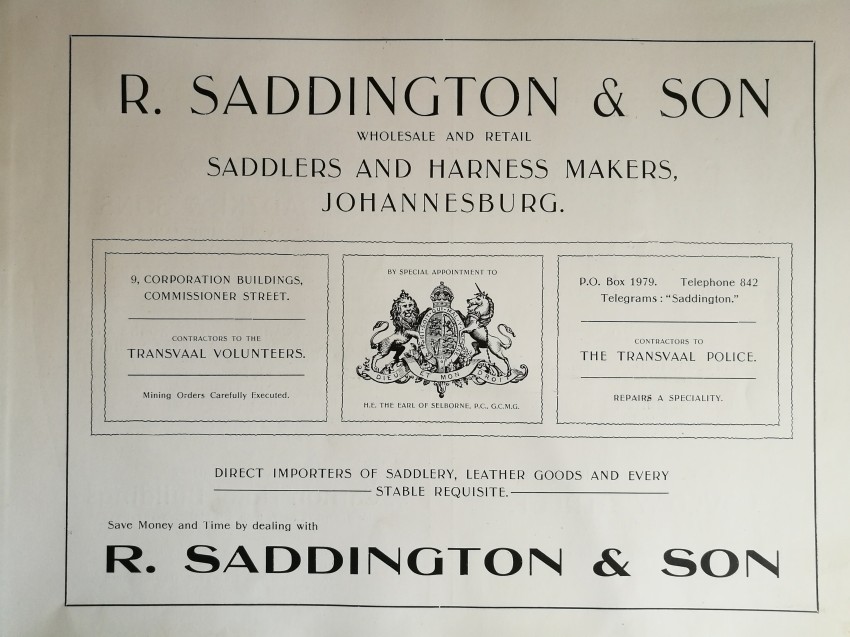 R. SADDINGTON & SON
WHOLESALE AND RETAIL
SADDLERS AND HARNESS MAKERS,
JOHANNESBURG.
9, CORPORATION BUILDINGS,
COMMISSIONER STREET.
CONTRACTORS TO THE
TRANSVAAL VOLUNTEERS.
Mining Orders Carefully Executed.
BY SPECIAL APPOINTMENT TO
DIEU ET MON DROIT
H.E. THE EARL OF SELBORNE, P.C., G.C.M.G.
P.O. Box 1979. Telephone 842
Telegrams: "Saddington."
CONTRACTORS TO
THE TRANSVAAL POLICE.
REPAIRS A SPECIALITY.
DIRECT IMPORTERS OF SADDLERY, LEATHER GOODS AND EVERY
STABLE REQUISITE.
Save Money and Time by dealing with
R. SADDINGTON & SON